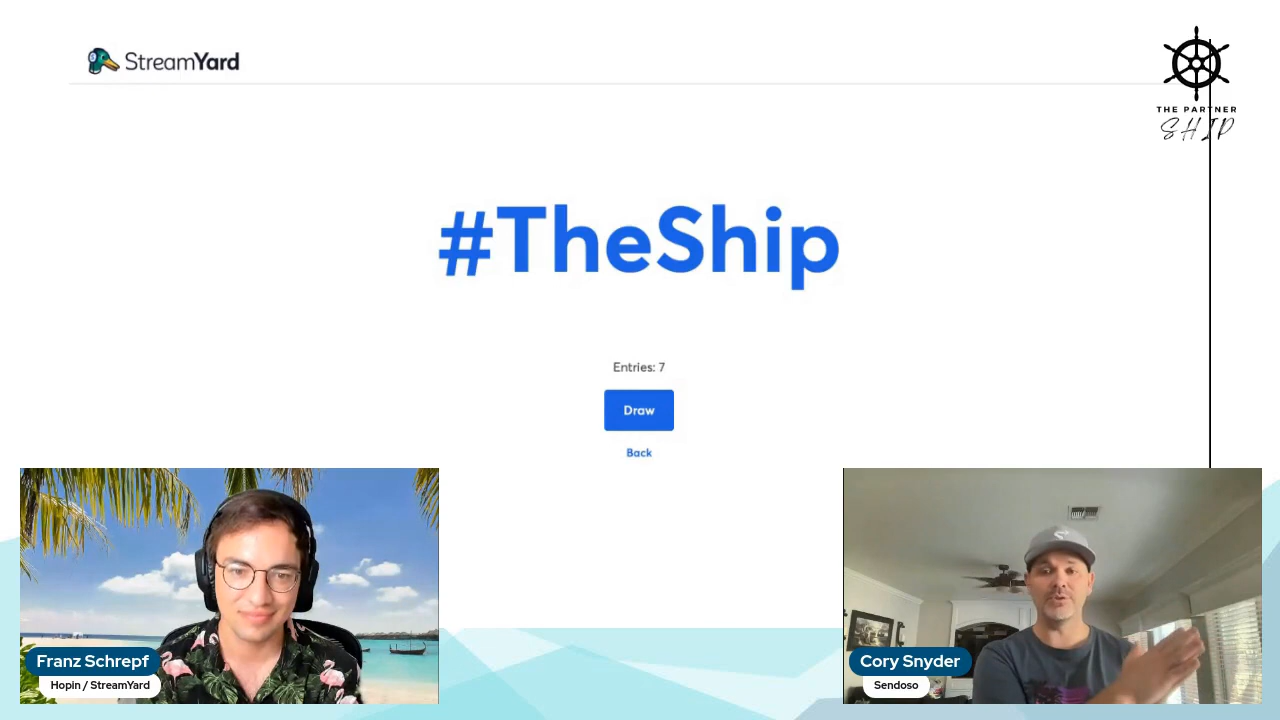 StreamYard
THE PARTNER
SHIP
#TheShip
Entries: 7
Draw
Back
Franz Schrepf
Hopin / StreamYard
Cory Snyder
Sendoso